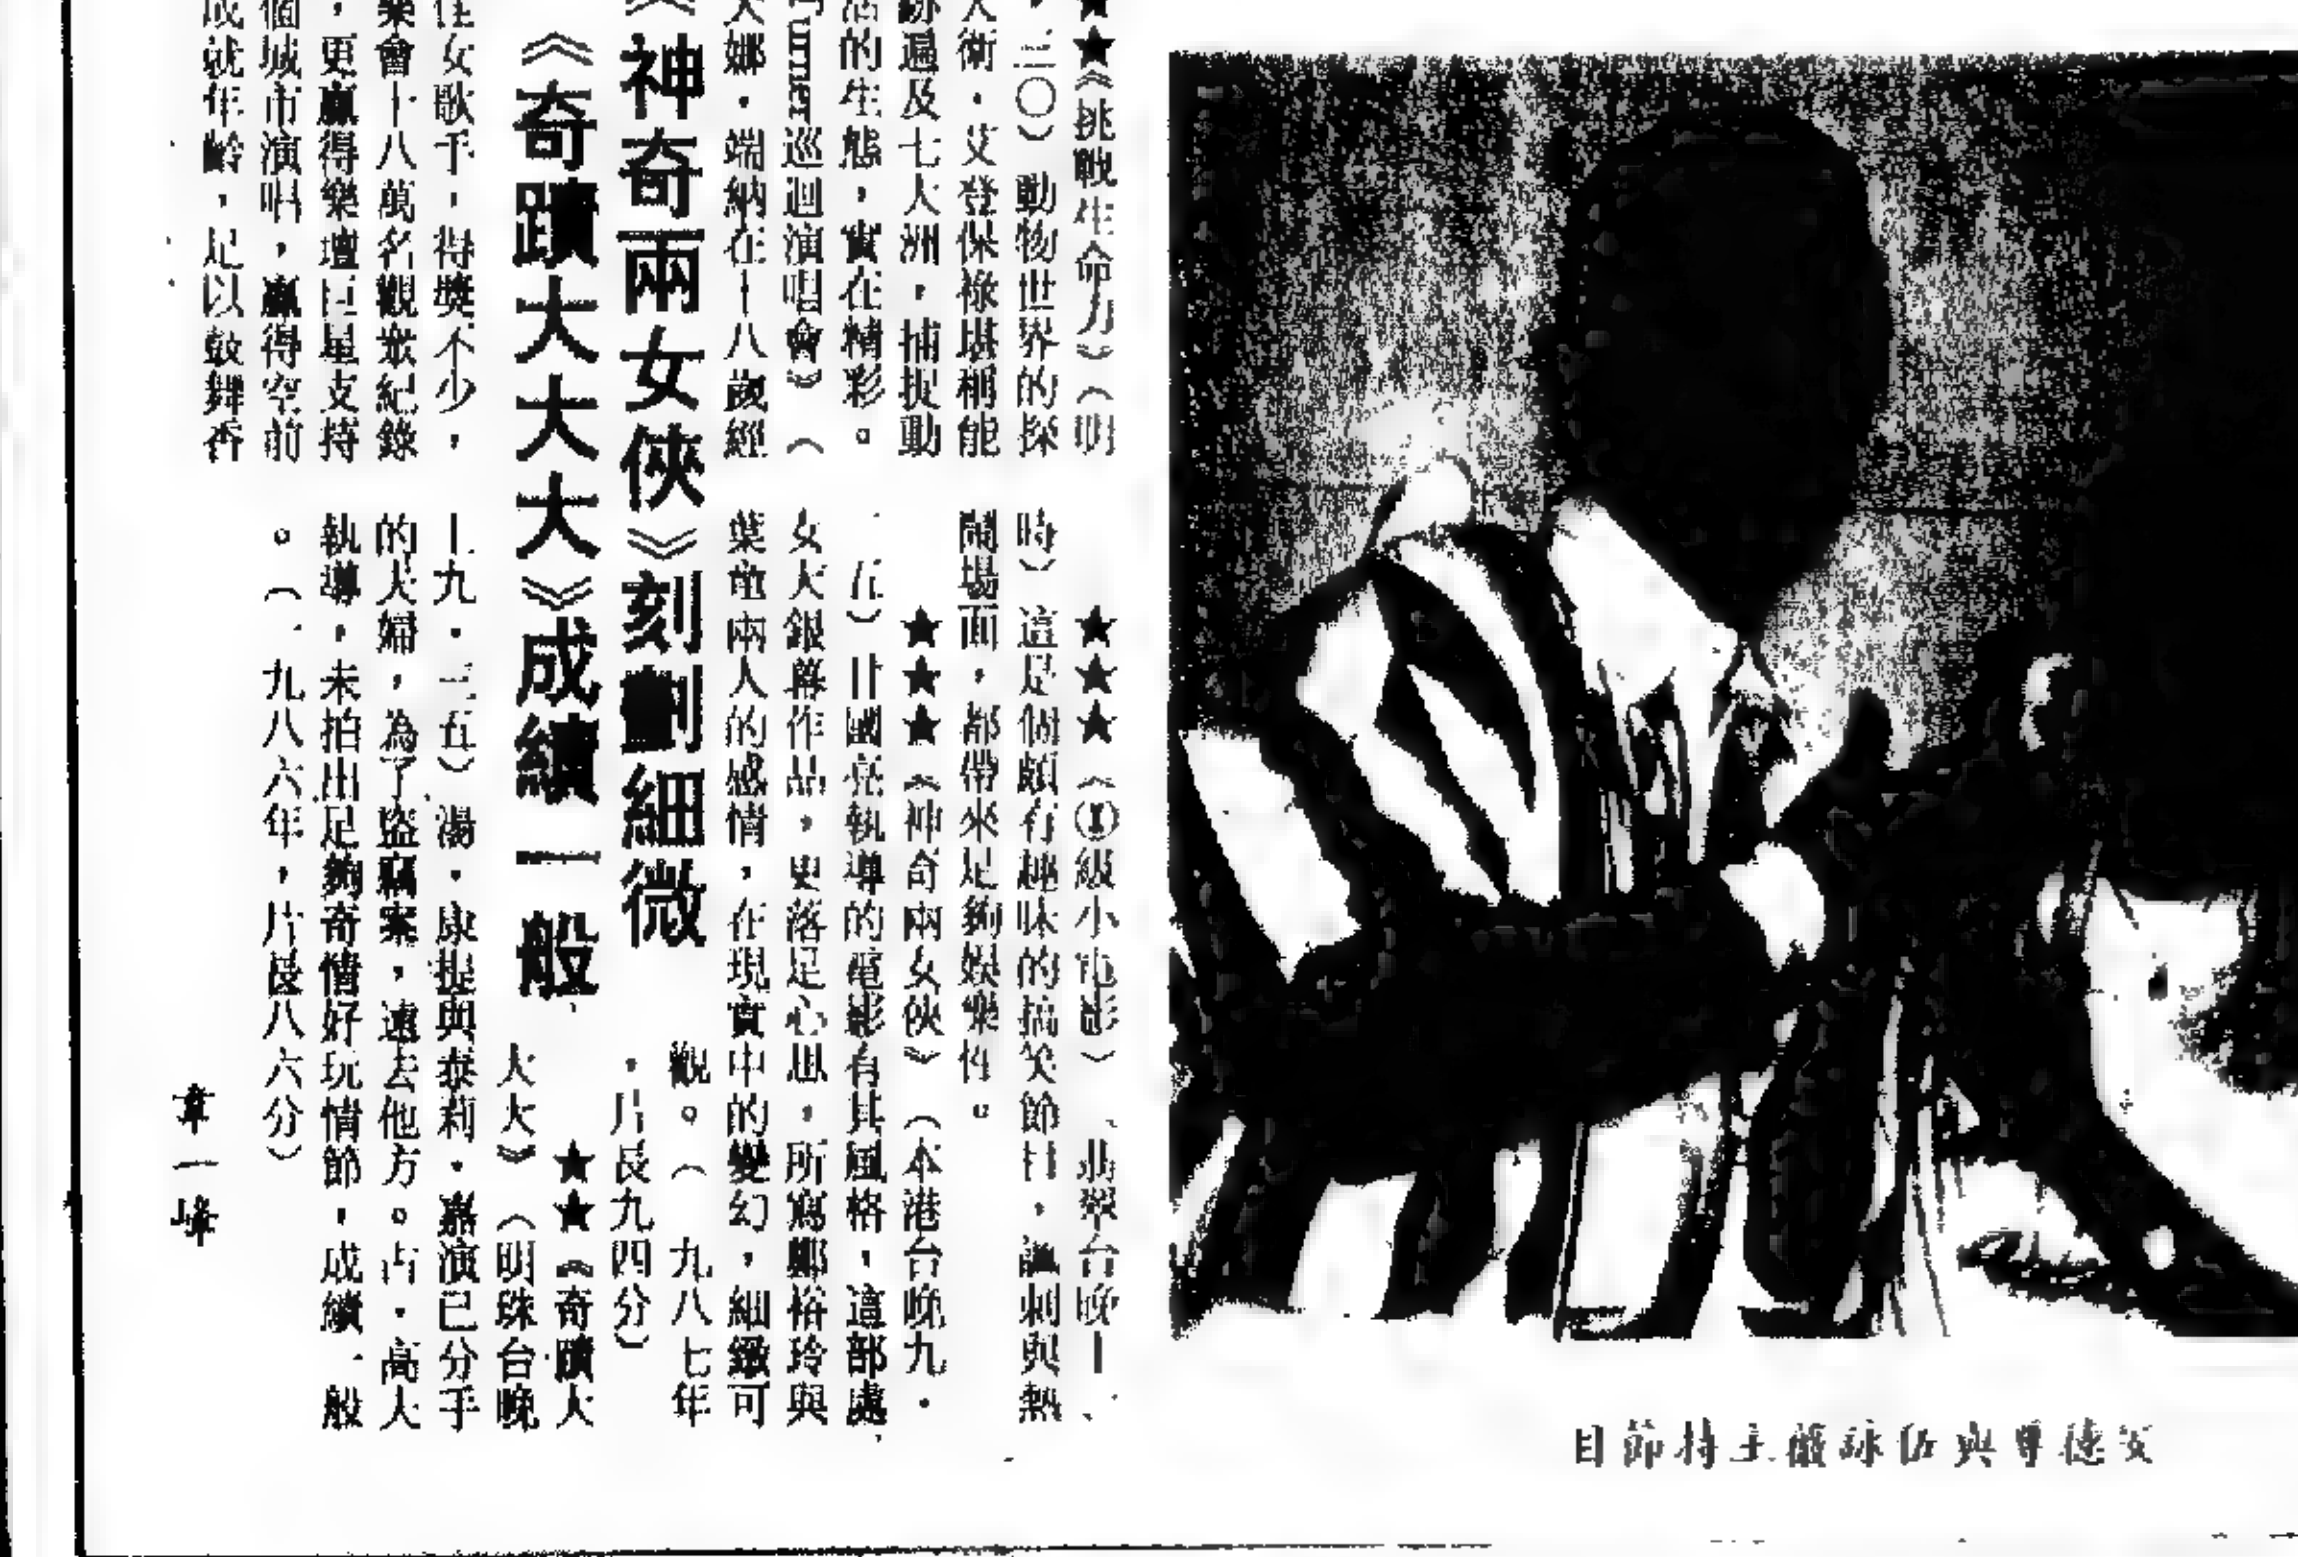 ★★《挑戰生命力》（明
，三〇）動物世界的探
大衛·艾登保祿堪稱能
跡遍及七大洲，捕捉動
活的生態，實在精彩。
巡迴演唱會》（
大娜·端納在十八歲經
《神奇兩女俠》刻劃細微
《奇蹟大大大》成績一般
佳女歌手，得獎不少，
樂會十八萬名觀眾紀錄
，更贏得樂壇巨星支持
個城市演唱，贏得空前
成就年齡，足以鼓舞香
★★★《級小電影》（翡翠台晚十一
時）這是個頗有趣味的搞笑節目，諷刺與熱
鬧場面，都帶來足夠娛樂性。
★★★《神奇兩女俠》（本港台晚九·
五）甘國亮執導的電影有其風格，這部處
女大銀幕作品，更落足心思，所寫鄭裕玲與
葉童兩人的感情，在現實中的變幻，細緻可
觀。（一九八七年
，片長九四分）
★★《奇蹟大
大大》（明珠台晚
十九·三五）湯·康提與泰莉·嘉演已分手
的夫婦，為了盜竊案，遠去他方。占·高大
執導，未拍出足夠奇情好玩情節，成績一般
。（一九八六年，片長八六分）
韋一峰
目節持主薇詠伍與尊德安